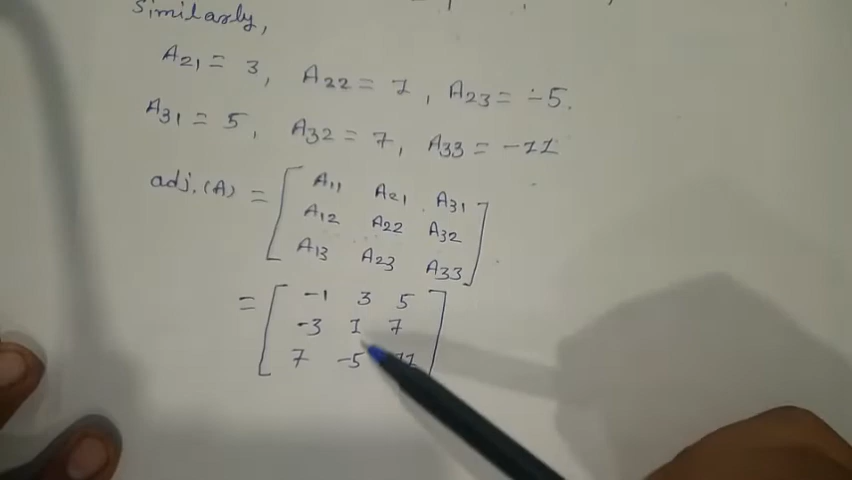 Similarly,
A21 = 3, A22 = 1, A23 = -5.
A31 = 5, A32 = 7, A33 = -11
adj.(A) = [ A11 A21 A31
A12 A22 A32
A13 A23 A33 ]
= [ -1 3 5
-3 1 7
7 -5 11 ]